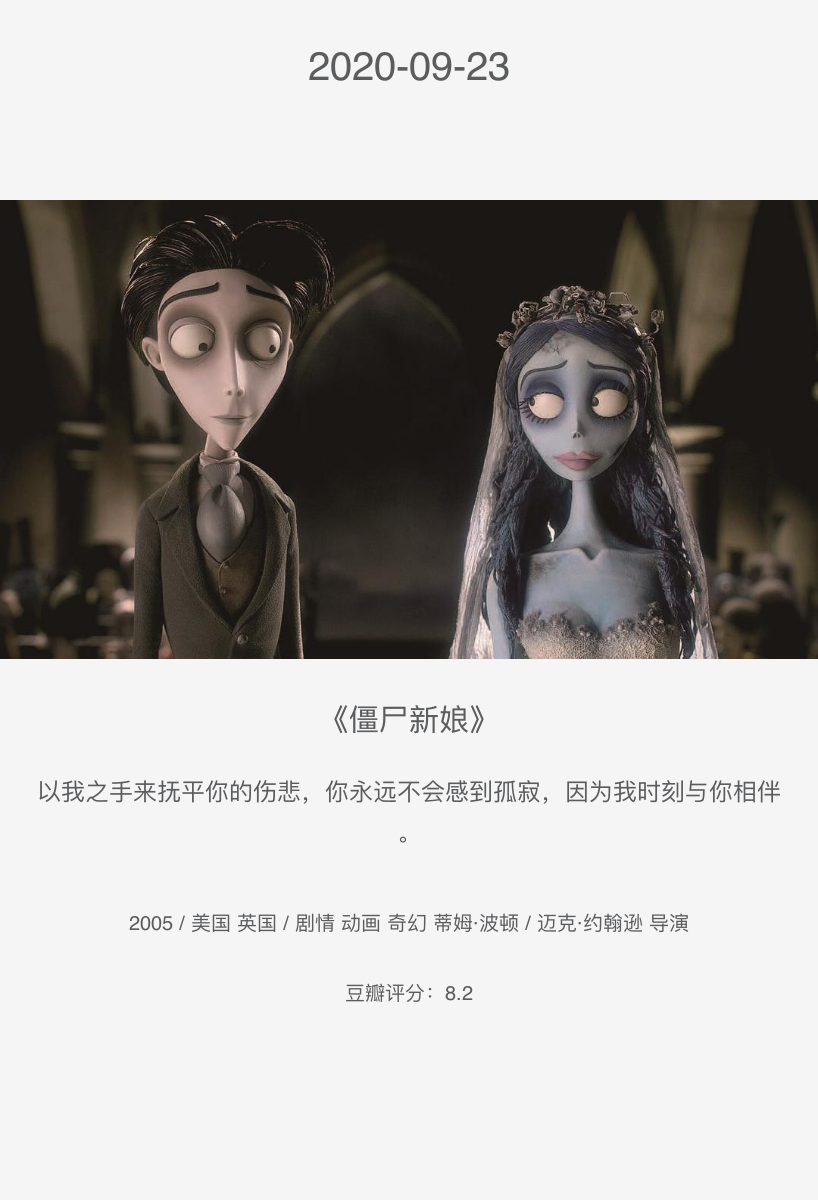 2020-09-23
《僵尸新娘》
以我之手来抚平你的伤悲，你永远不会感到孤寂，因为我时刻与你相伴
。
2005 / 美国 英国 / 剧情 动画 奇幻 蒂姆·波顿 / 迈克·约翰逊 导演
豆瓣评分：8.2